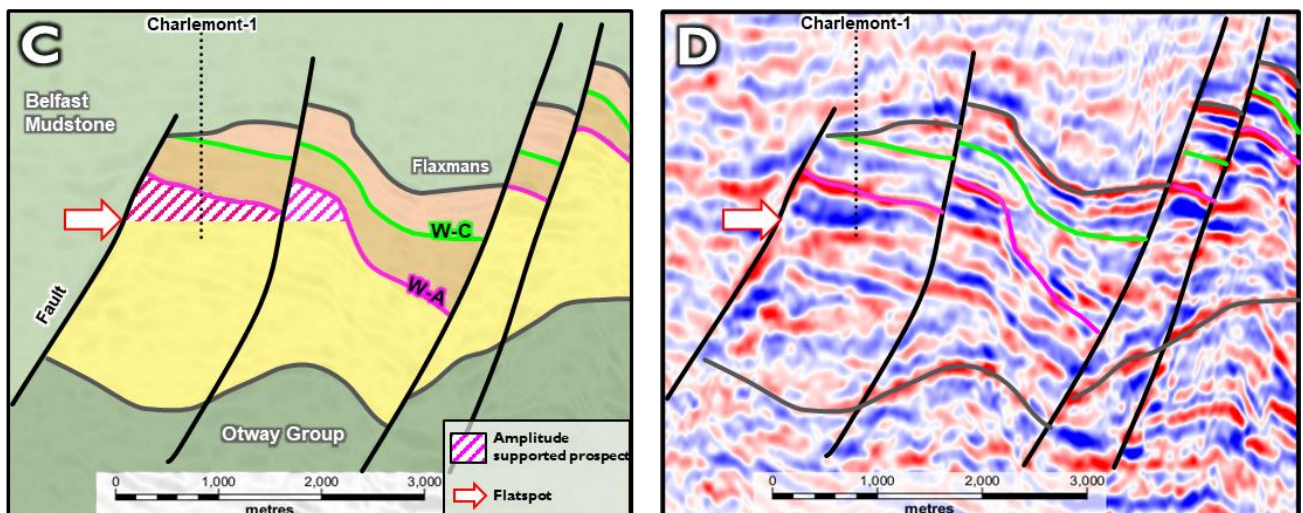 C
Charlemont-1
Belfast
Mudstone
Flaxmans
W-C
W-A
Fault
Otway Group
Amplitude
supported prospect
Flatspot
0 1,000 2,000 3,000
metres
D
Charlemont-1
0 1,000 2,000 3,000
metres